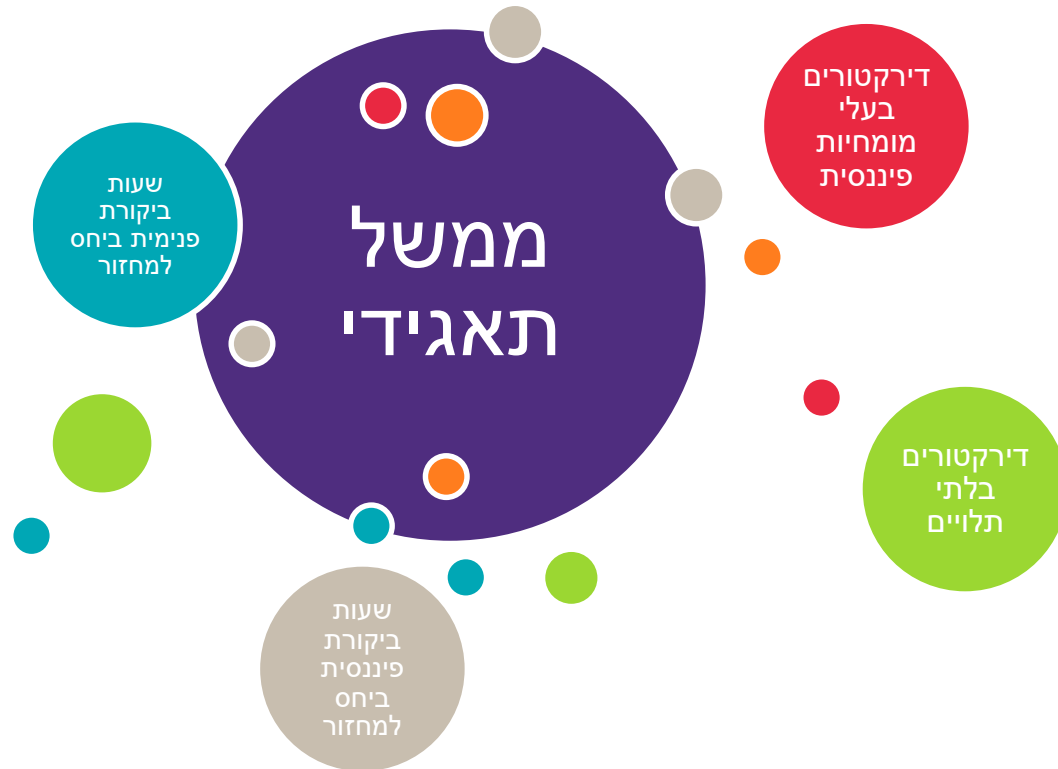 דירקטורים
בעלי
מומחיות
פיננסית
שעות
ביקורת
פנימית ביחס
למחזור
ממשל
תאגידי
דירקטורים
בלתי
תלויים
שעות
ביקורת
פיננסית
ביחס
למחזור